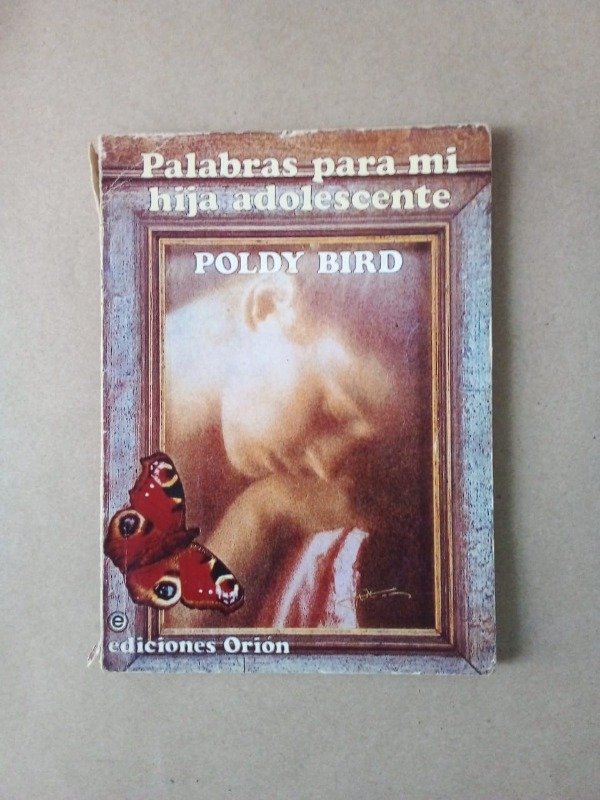 Palabras para mi
hija adolescente
POLDY BIRD
e
ediciones Orión